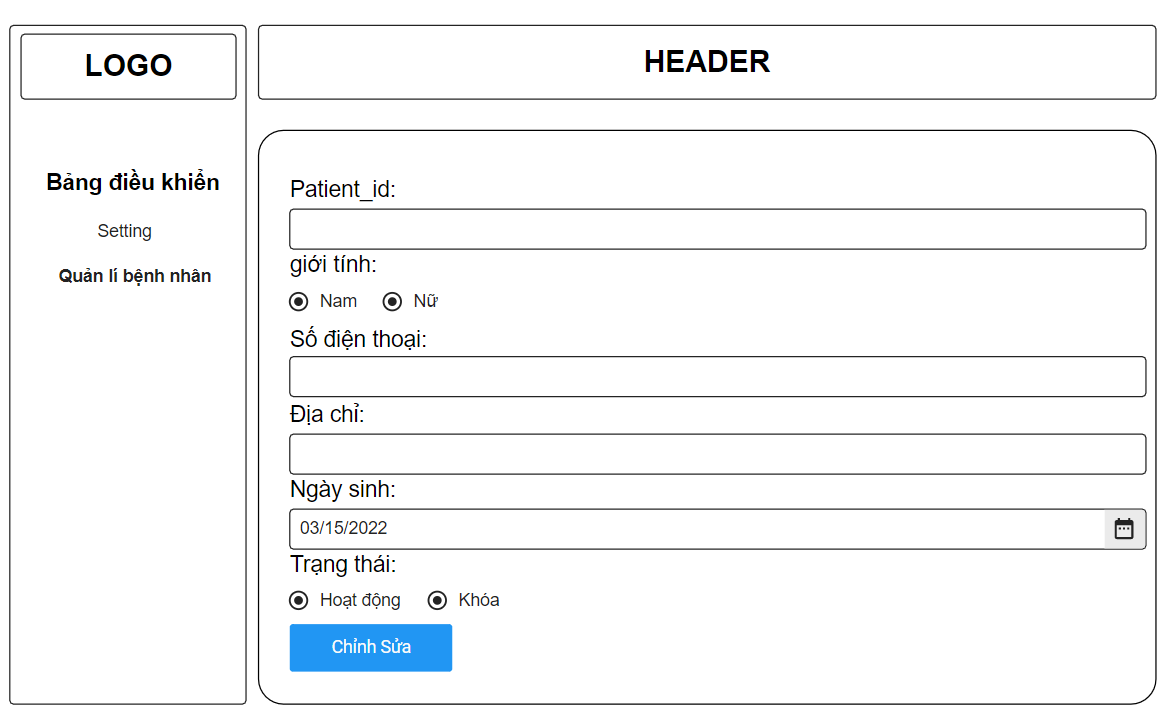 LOGO
HEADER
Bảng điều khiển
Setting
Quản lí bệnh nhân
Patient_id:
giới tính:
Nam Nữ
Số điện thoại:
Địa chỉ:
Ngày sinh:
03/15/2022
Trạng thái:
Hoạt động Khóa
Chỉnh Sửa